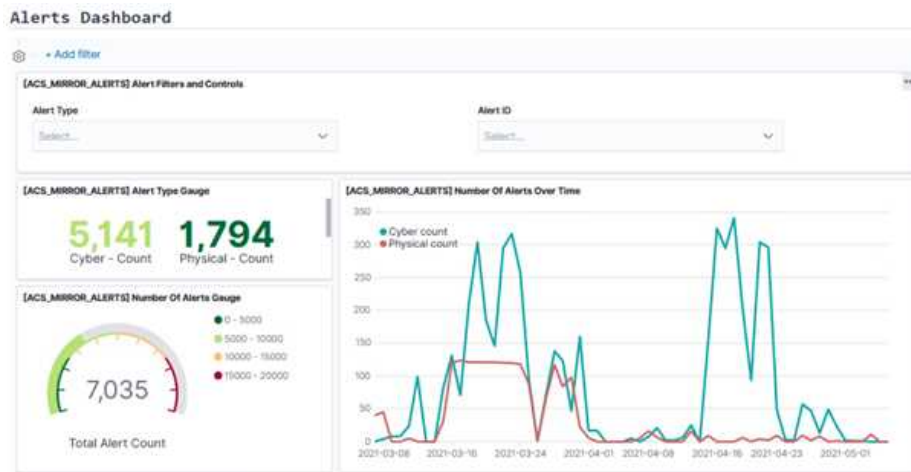 Alerts Dashboard
+ Add filter
[ACS_MIRROR_ALERTS] Alert Filters and Controls
Alert Type
Select...
Alert ID
Select...
[ACS_MIRROR_ALERTS] Alert Type Gauge
5,141
Cyber - Count
1,794
Physical - Count
[ACS_MIRROR_ALERTS] Number Of Alerts Gauge
0 - 5000
5000 - 10000
10000 - 15000
15000 - 20000
7,035
Total Alert Count
[ACS_MIRROR_ALERTS] Number Of Alerts Over Time
Cyber count
Physical count
350
300
250
200
150
100
50
0
2021-03-08 2021-03-16 2021-03-24 2021-04-01 2021-04-08 2021-04-16 2021-04-23 2021-05-01